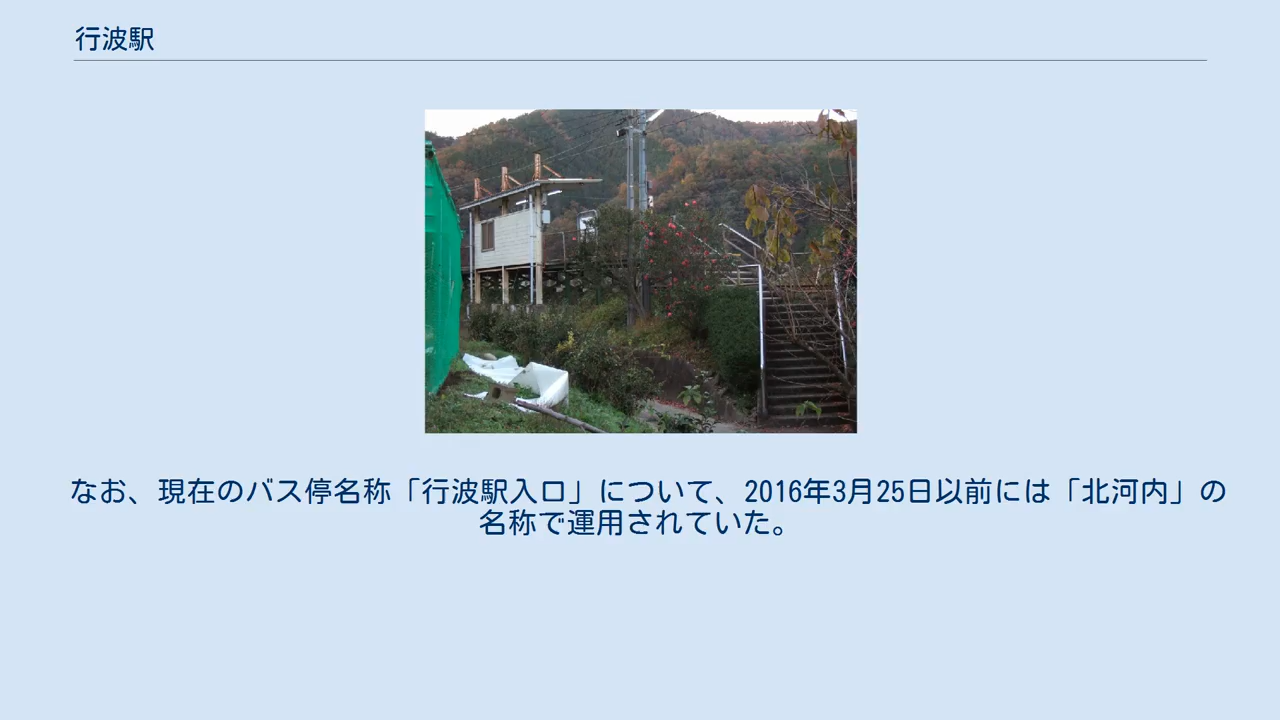 行波駅
なお、現在のバス停名称「行波駅入口」について、2016年3月25日以前には「北河内」の
名称で運用されていた。